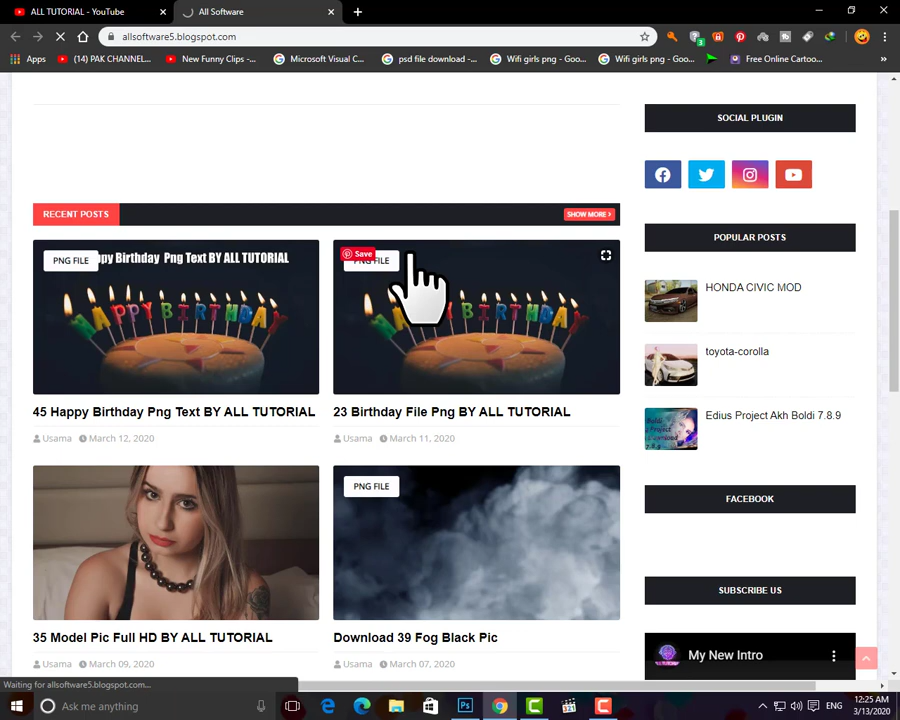 ALL TUTORIAL - YouTube
All Software
allsoftware5.blogspot.com
3
Apps
(14) PAK CHANNEL...
New Funny Clips -...
Microsoft Visual C...
psd file download -...
Wifi girls png - Goo...
Wifi girls png - Goo...
Free Online Cartoo...
SOCIAL PLUGIN
RECENT POSTS
SHOW MORE
POPULAR POSTS
PNG FILE
Happy Birthday Png Text BY ALL TUTORIAL
HAPPY BIRTHDAY
Save
FILE
HONDA CIVIC MOD
toyota-corolla
Edius Project Akh Boldi 7.8.9
45 Happy Birthday Png Text BY ALL TUTORIAL
Usama March 12, 2020
23 Birthday File Png BY ALL TUTORIAL
Usama March 11, 2020
PNG FILE
FACEBOOK
SUBSCRIBE US
35 Model Pic Full HD BY ALL TUTORIAL
Usama March 09, 2020
Download 39 Fog Black Pic
Usama March 07, 2020
My New Intro
Waiting for allsoftware5.blogspot.com...
Ask me anything
Ps
ENG
12:25 AM
3/13/2020